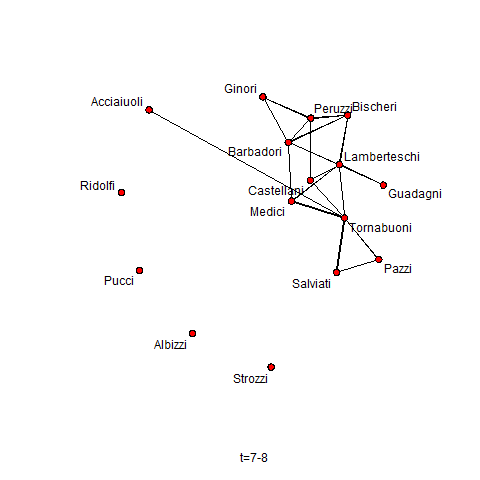 Ginori
Acciaiuoli
Peruzzi
Bischeri
Barbadori
Lamberteschi
Ridolfi
Castellani
Guadagni
Medici
Tornabuoni
Pucci
Pazzi
Salviati
Albizzi
Strozzi
t=7-8